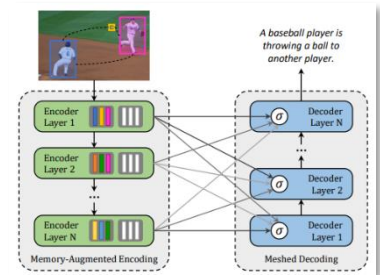 A baseball player is
throwing a ball to
another player.
Encoder
Layer 1
Encoder
Layer 2
...
Encoder
Layer N
Memory-Augmented Encoding
σ
Decoder
Layer N
...
σ
Decoder
Layer 2
σ
Decoder
Layer 1
Meshed Decoding